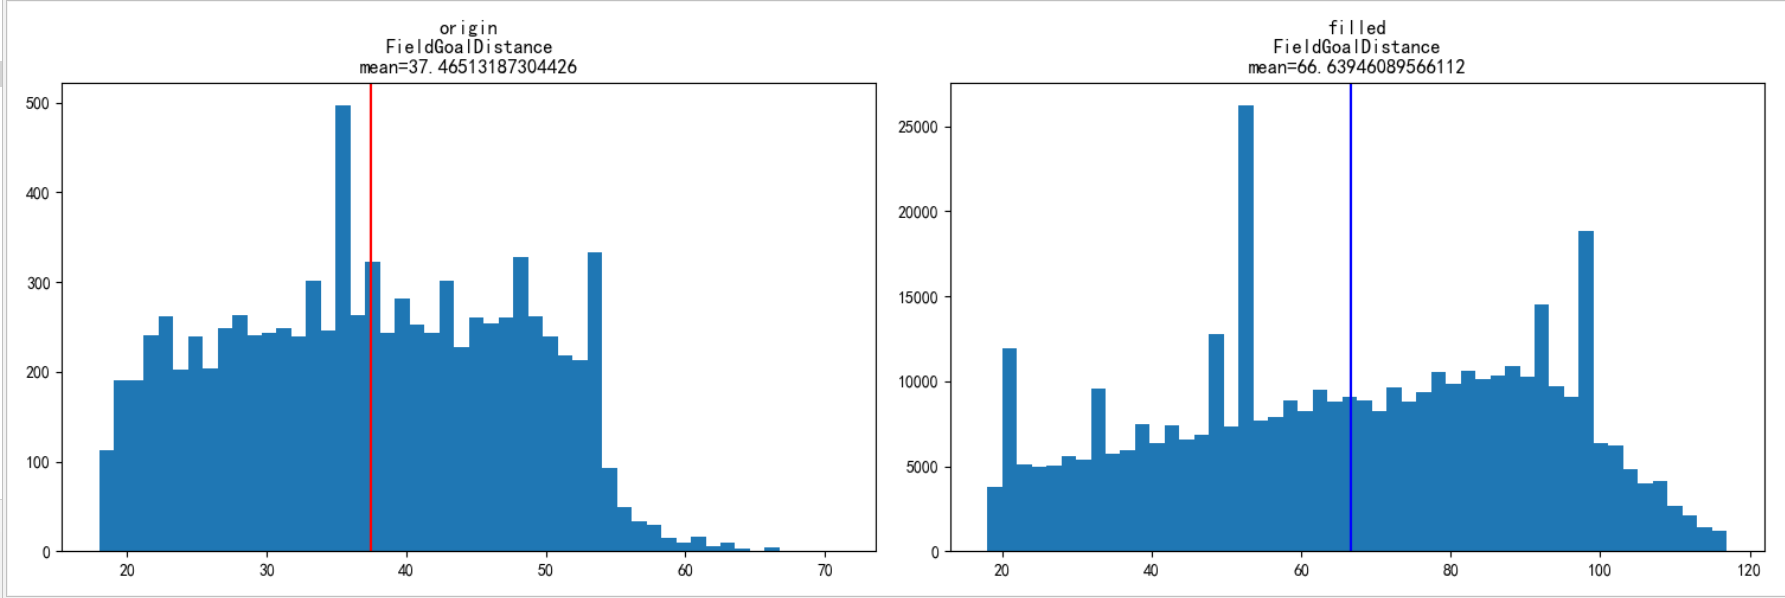 origin
FieldGoalDistance
mean=37.46513187304426
500
400
300
200
100
0
20 30 40 50 60 70
filled
FieldGoalDistance
mean=66.63946089566112
25000
20000
15000
10000
5000
0
20 40 60 80 100 120